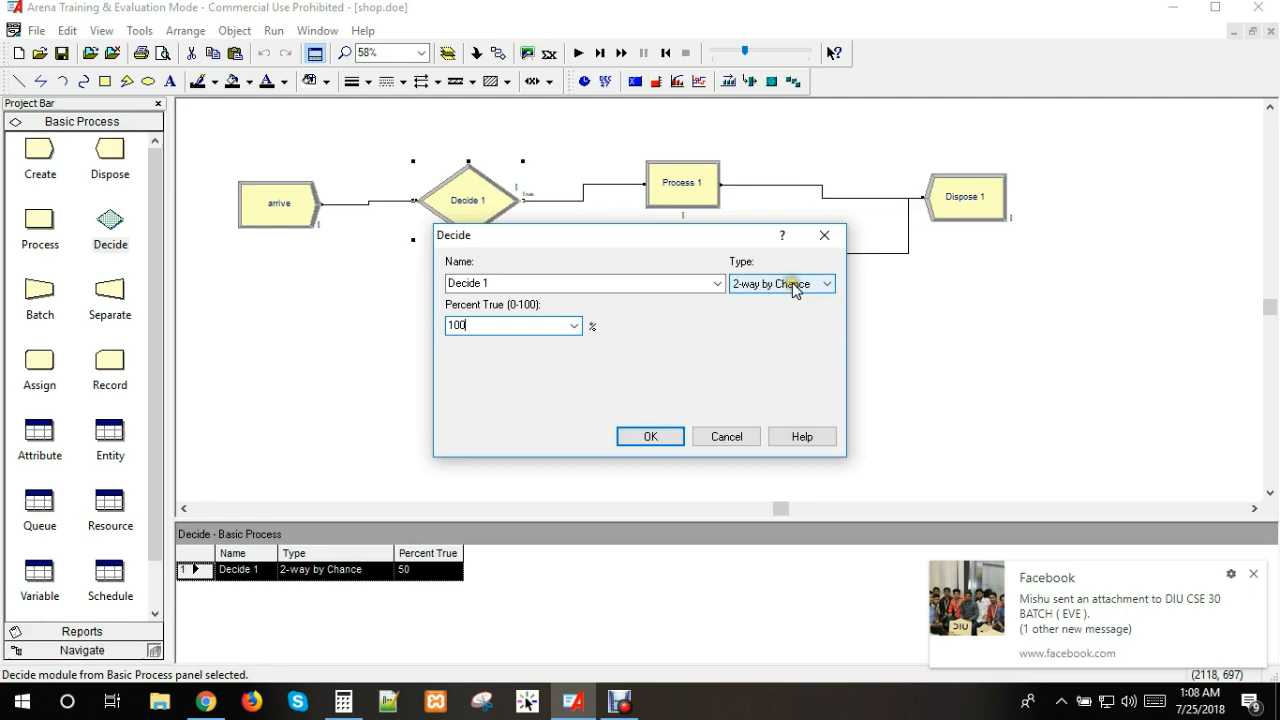 Arena Training & Evaluation Mode - Commercial Use Prohibited - [shop.doe]
File Edit View Tools Arrange Object Run Window Help
58%
Project Bar
Basic Process
Create Dispose
Process Decide
Batch Separate
Assign Record
Attribute Entity
Queue Resource
Variable Schedule
Reports
Navigate
arrive
Decide 1
True
Process 1
Dispose 1
Decide
Name: Type:
Decide 1 2-way by Chance
Percent True (0-100):
100 %
OK Cancel Help
Decide - Basic Process
Name Type Percent True
1 Decide 1 2-way by Chance 50
Facebook
Mishu sent an attachment to DIU CSE 30
BATCH ( EVE ).
(1 other new message)
www.facebook.com
DIU
Decide module from Basic Process panel selected. (2118, 697)
1:08 AM
7/25/2018
9